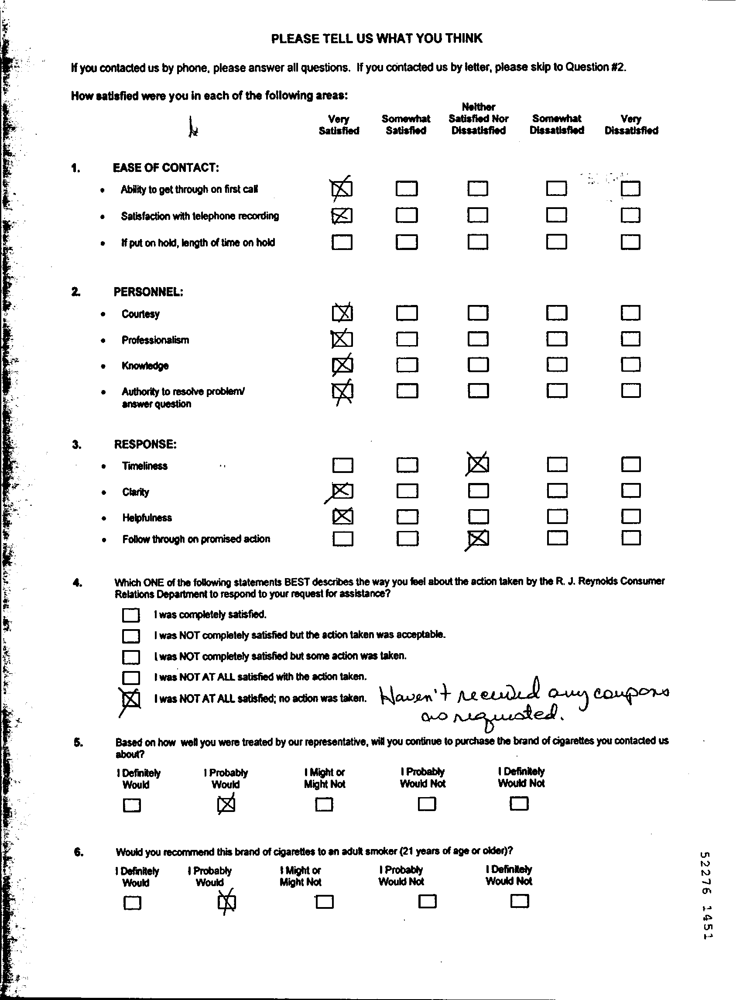 PLEASE TELL US WHAT YOU THINK
If you contacted us by phone, please answer all questions. If you contacted us by letter, please skip to Question #2.
How satisfied were you in each of the following areas:
Very Satisfied
Somewhat Satisfied
Neither Satisfied Nor Dissatisfied
Somewhat Dissatisfied
Very Dissatisfied
1. EASE OF CONTACT:
• Ability to get through on first call
• Satisfaction with telephone recording
• If put on hold, length of time on hold
2. PERSONNEL:
• Courtesy
• Professionalism
• Knowledge
• Authority to resolve problem/
answer question
3. RESPONSE:
• Timeliness
• Clarity
• Helpfulness
• Follow through on promised action
4. Which ONE of the following statements BEST describes the way you feel about the action taken by the R. J. Reynolds Consumer
Relations Department to respond to your request for assistance?
I was completely satisfied.
I was NOT completely satisfied but the action taken was acceptable.
I was NOT completely satisfied but some action was taken.
I was NOT AT ALL satisfied with the action taken.
I was NOT AT ALL satisfied; no action was taken. Haven't received any coupons
as requested.
5. Based on how well you were treated by our representative, will you continue to purchase the brand of cigarettes you contacted us
about?
I Definitely Would
I Probably Would
I Might or Might Not
I Probably Would Not
I Definitely Would Not
6. Would you recommend this brand of cigarettes to an adult smoker (21 years of age or older)?
I Definitely Would
I Probably Would
I Might or Might Not
I Probably Would Not
I Definitely Would Not
52276 1451